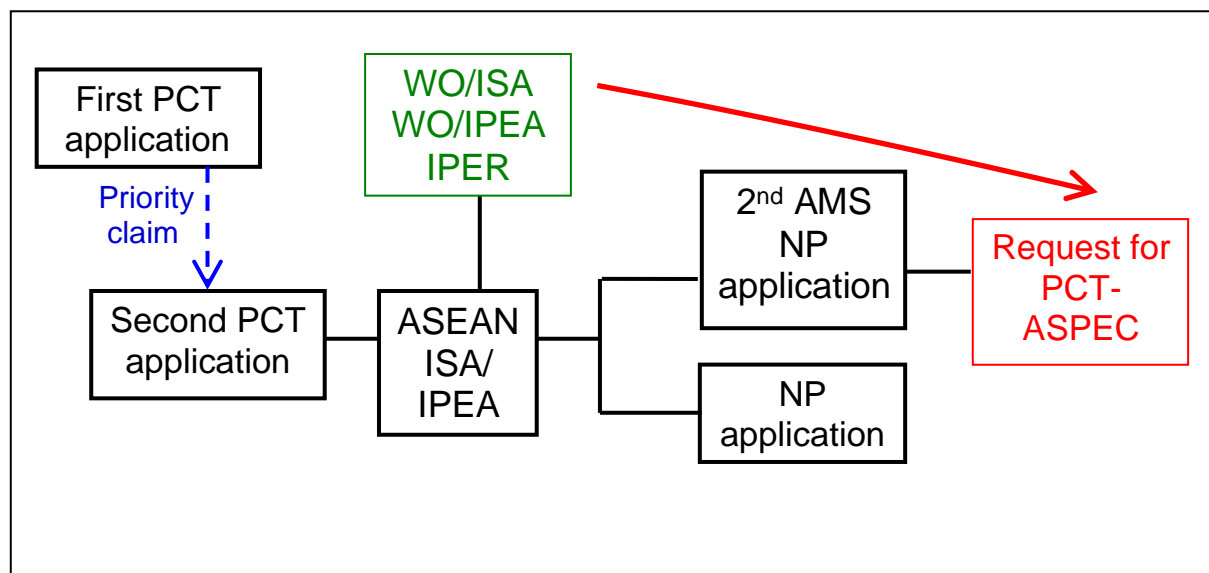 First PCT
application
Priority
claim
Second PCT
application
WO/ISA
WO/IPEA
IPER
ASEAN
ISA/
IPEA
2nd AMS
NP
application
NP
application
Request for
PCT-
ASPEC